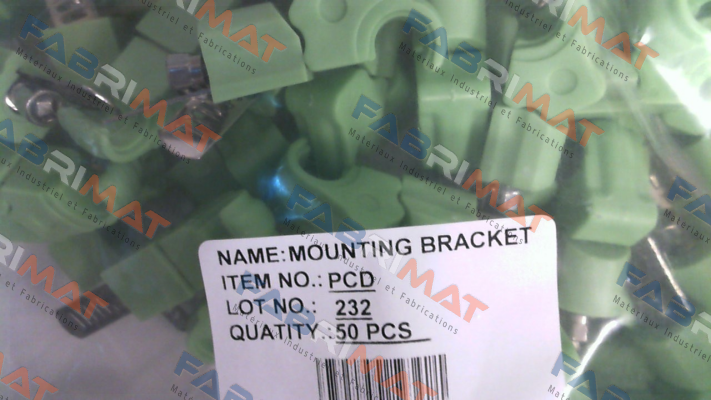 NAME:MOUNTING BRACKET
ITEM NO.: PCD
LOT NO.: 232
QUATITY.:50 PCS
FABRIMAT
Matériaux Industriel et Fabrications